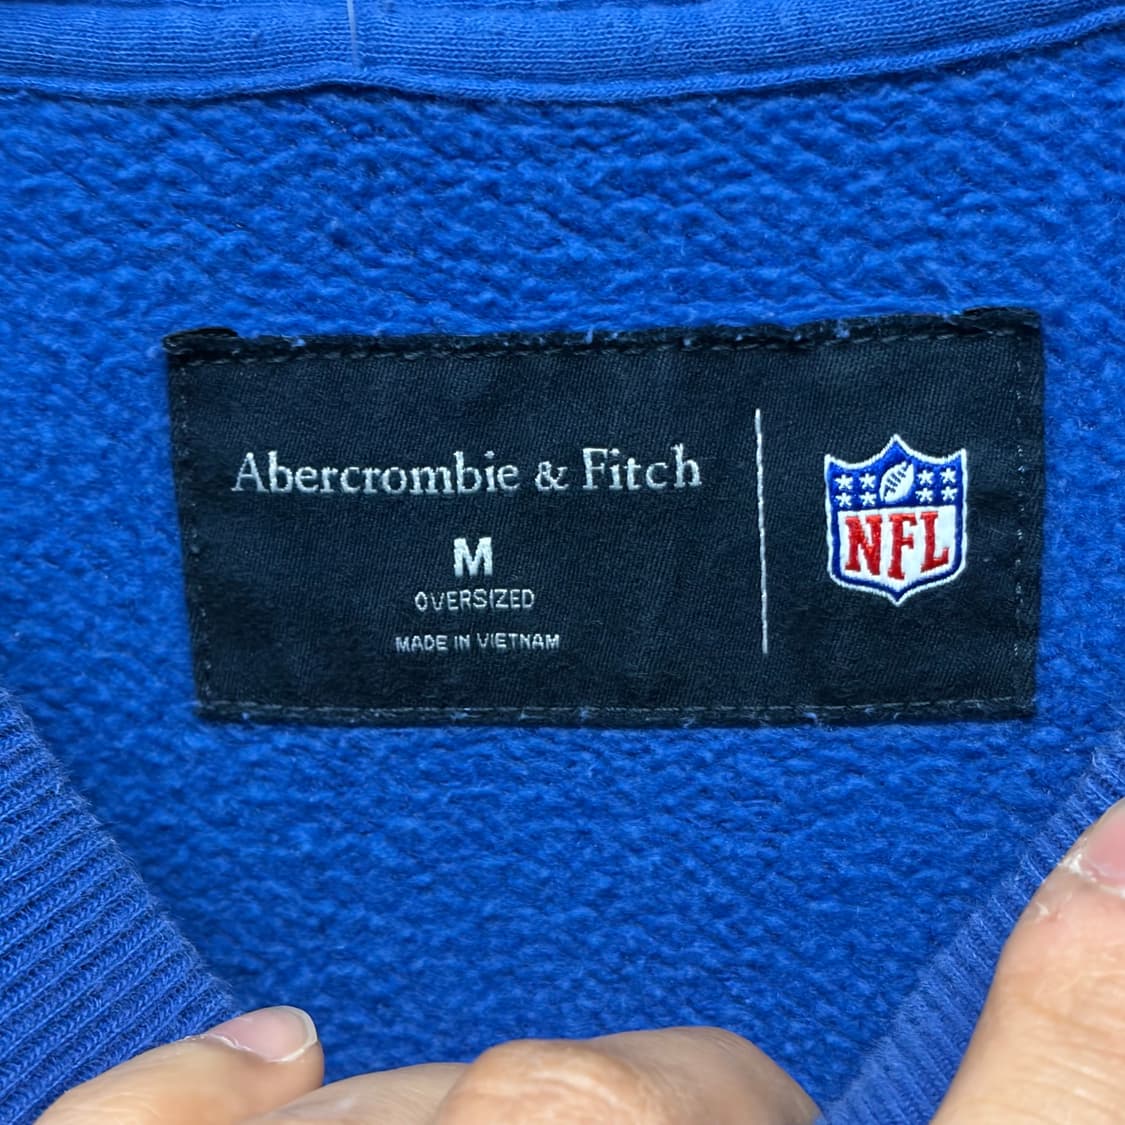 Abercrombie & Fitch
M
OVERSIZED
MADE IN VIETNAM
NFL